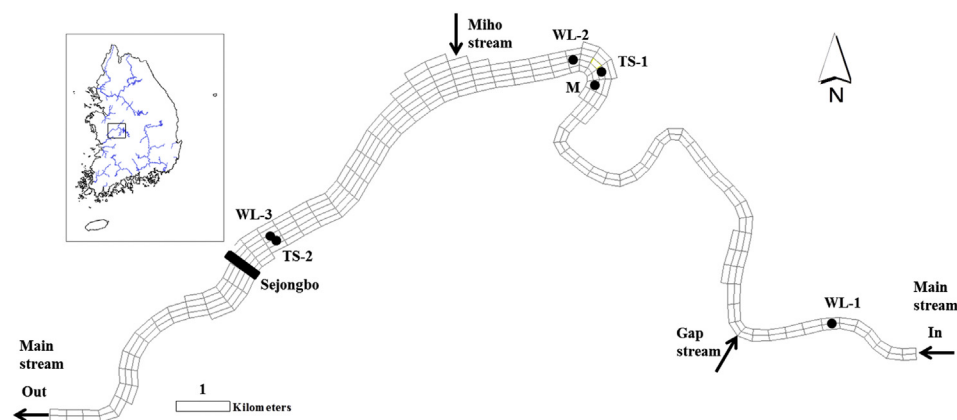 Miho
stream
WL-2
TS-1
M
N
WL-3
TS-2
Sejongbo
WL-1
Main
stream
In
Gap
stream
Main
stream
Out
1
Kilometers